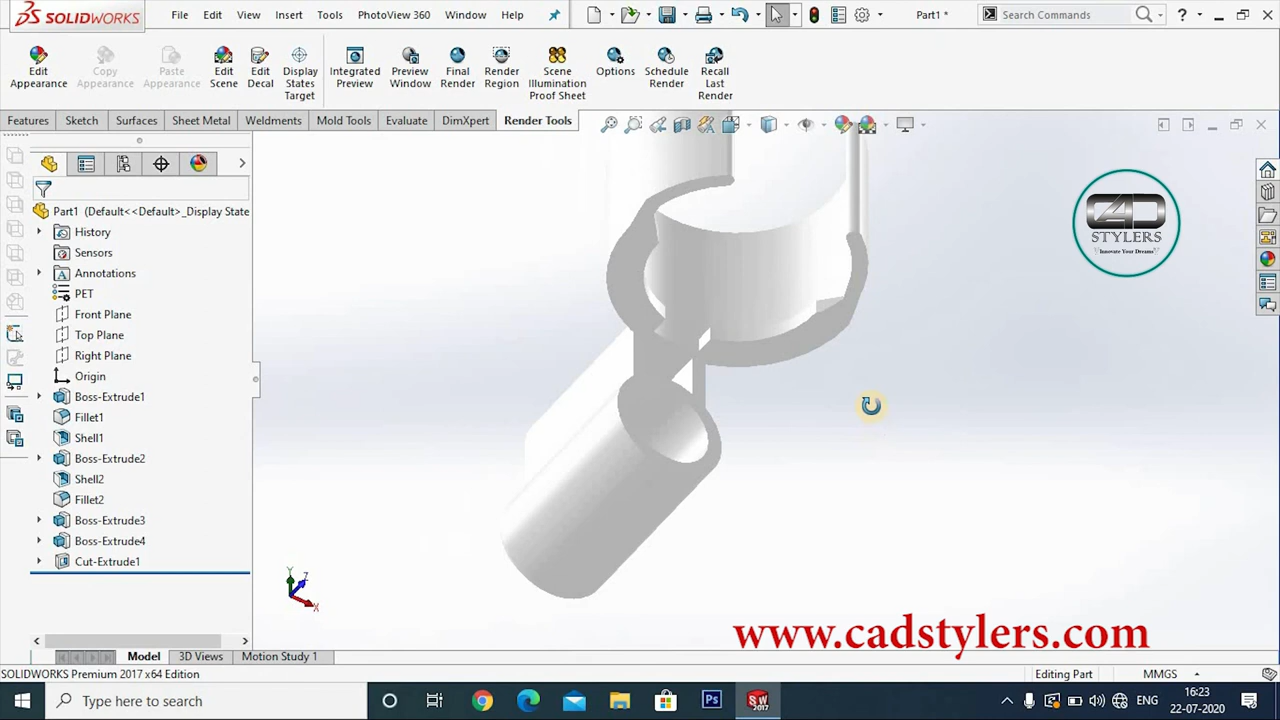 SOLIDWORKS File Edit View Insert Tools PhotoView 360 Window Help Part1 * Search Commands ?
Edit Appearance
Copy Appearance
Paste Appearance
Edit Scene
Edit Decal
Display States Target
Integrated Preview
Preview Window
Final Render
Render Region
Scene Illumination Proof Sheet
Options
Schedule Render
Recall Last Render
Features Sketch Surfaces Sheet Metal Weldments Mold Tools Evaluate DimXpert Render Tools
Part1 (Default<<Default>_Display State
History
Sensors
Annotations
PET
Front Plane
Top Plane
Right Plane
Origin
Boss-Extrude1
Fillet1
Shell1
Boss-Extrude2
Shell2
Fillet2
Boss-Extrude3
Boss-Extrude4
Cut-Extrude1
CAD
STYLERS
Innovate Your Dreams
Y
Z
X
www.cadstylers.com
Model 3D Views Motion Study 1
SOLIDWORKS Premium 2017 x64 Edition Editing Part MMGS
Type here to search
Ps
SW
2017
ENG
16:23
22-07-2020